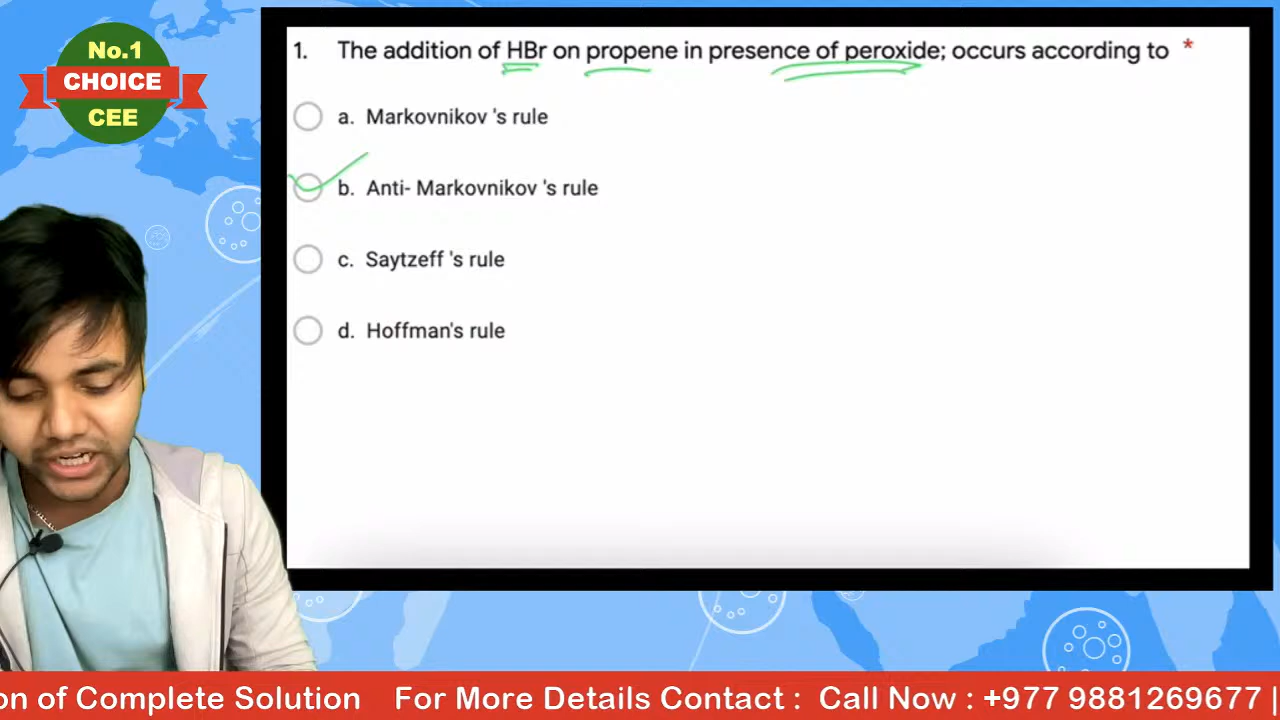 No.1
CHOICE
CEE
1. The addition of HBr on propene in presence of peroxide; occurs according to *
a. Markovnikov 's rule
b. Anti- Markovnikov 's rule
c. Saytzeff 's rule
d. Hoffman's rule
on of Complete Solution For More Details Contact : Call Now : +977 9881269677 |